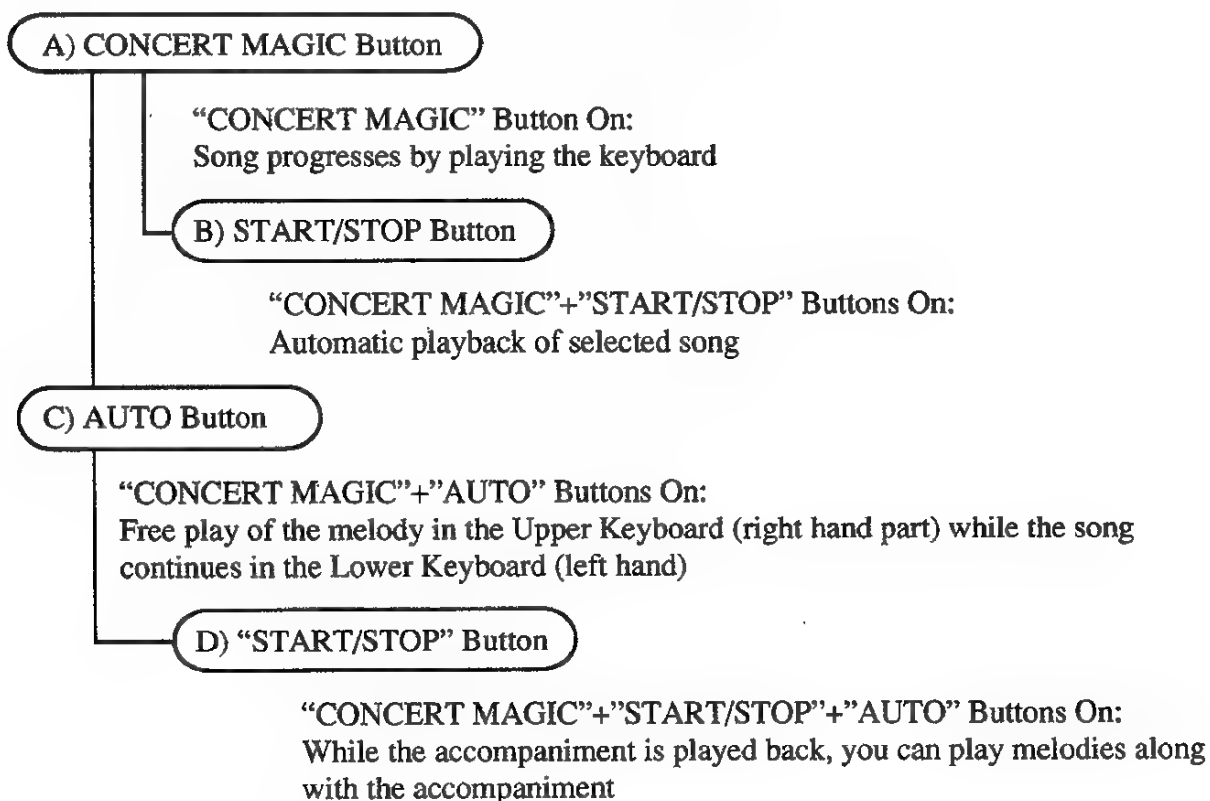 A) CONCERT MAGIC Button
“CONCERT MAGIC” Button On:
Song progresses by playing the keyboard
B) START/STOP Button
“CONCERT MAGIC”+”START/STOP” Buttons On:
Automatic playback of selected song
C) AUTO Button
“CONCERT MAGIC”+”AUTO” Buttons On:
Free play of the melody in the Upper Keyboard (right hand part) while the song
continues in the Lower Keyboard (left hand)
D) “START/STOP” Button
“CONCERT MAGIC”+”START/STOP”+”AUTO” Buttons On:
While the accompaniment is played back, you can play melodies along
with the accompaniment